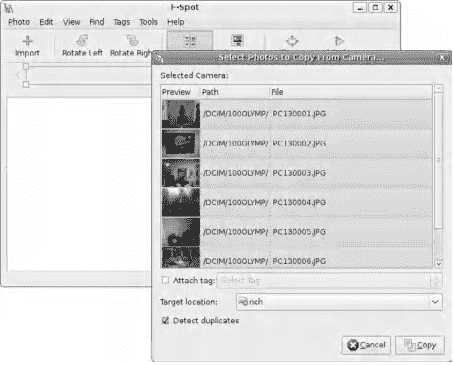 F-Spot
Photo Edit View Find Tags Tools Help
Import Rotate Left Rotate Right
Select Photos to Copy From Camera...
Selected Camera:
Preview Path File
/DCIM/100OLYMP/ PC130001.JPG
/DCIM/100OLYMP/ PC130002.JPG
/DCIM/100OLYMP/ PC130003.JPG
/DCIM/100OLYMP/ PC130004.JPG
/DCIM/100OLYMP/ PC130005.JPG
/DCIM/100OLYMP/ PC130006.JPG
Attach tag: Select Tag
Target location: rich
Detect duplicates
Cancel Copy